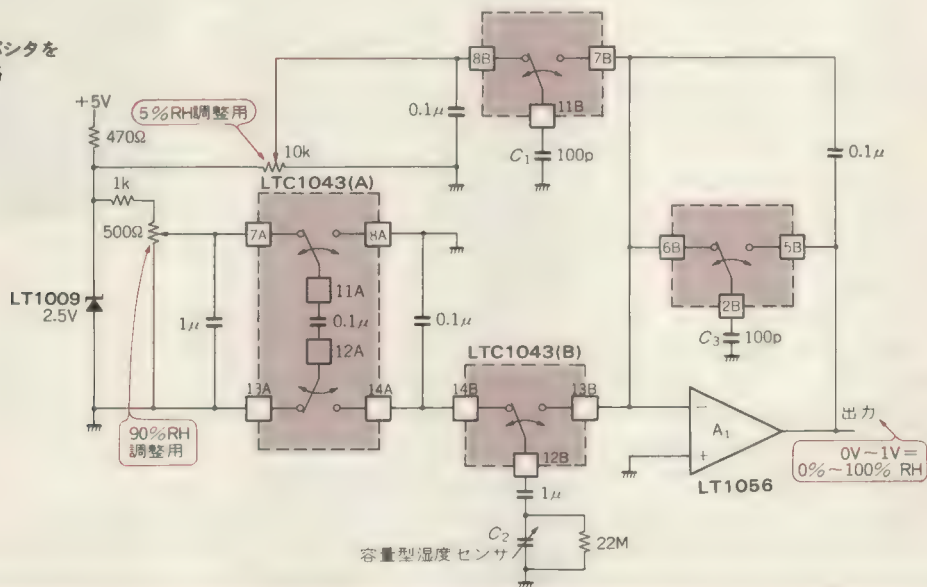 シタを
+5V
470Ω
5%RH調整用
10k
0.1μ
8B
7B
11B
C₁
100p
1k
500Ω
LT1009
2.5V
90%RH
調整用
1μ
LTC1043(A)
7A
8A
11A
0.1μ
12A
13A
14A
0.1μ
LTC1043(B)
14B
13B
12B
1μ
C₂
22M
容量型湿度センサ
0.1μ
6B
5B
2B
C₃
100p
−
+
A₁
LT1056
出力
0V~1V=
0%~100% RH